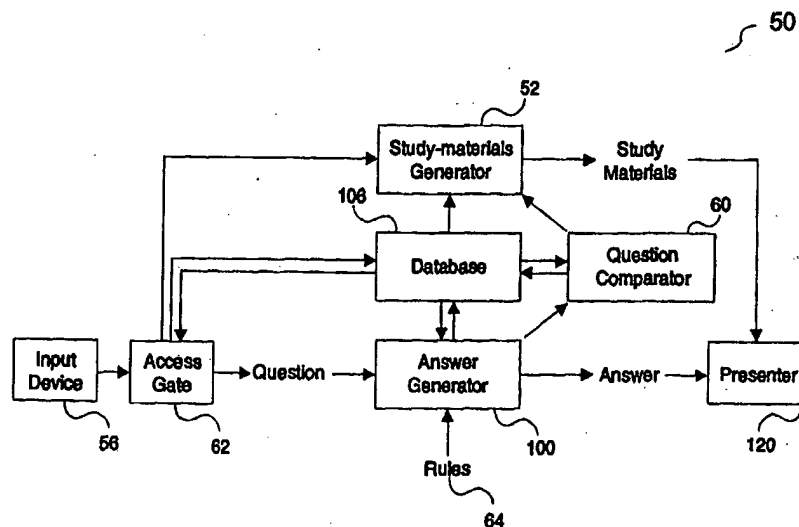 50
52
Study-materials
Generator
Study
Materials
106
60
Database
Question
Comparator
Input
Device
Access
Gate
Question
Answer
Generator
Answer
Presenter
56
62
100
120
Rules
64